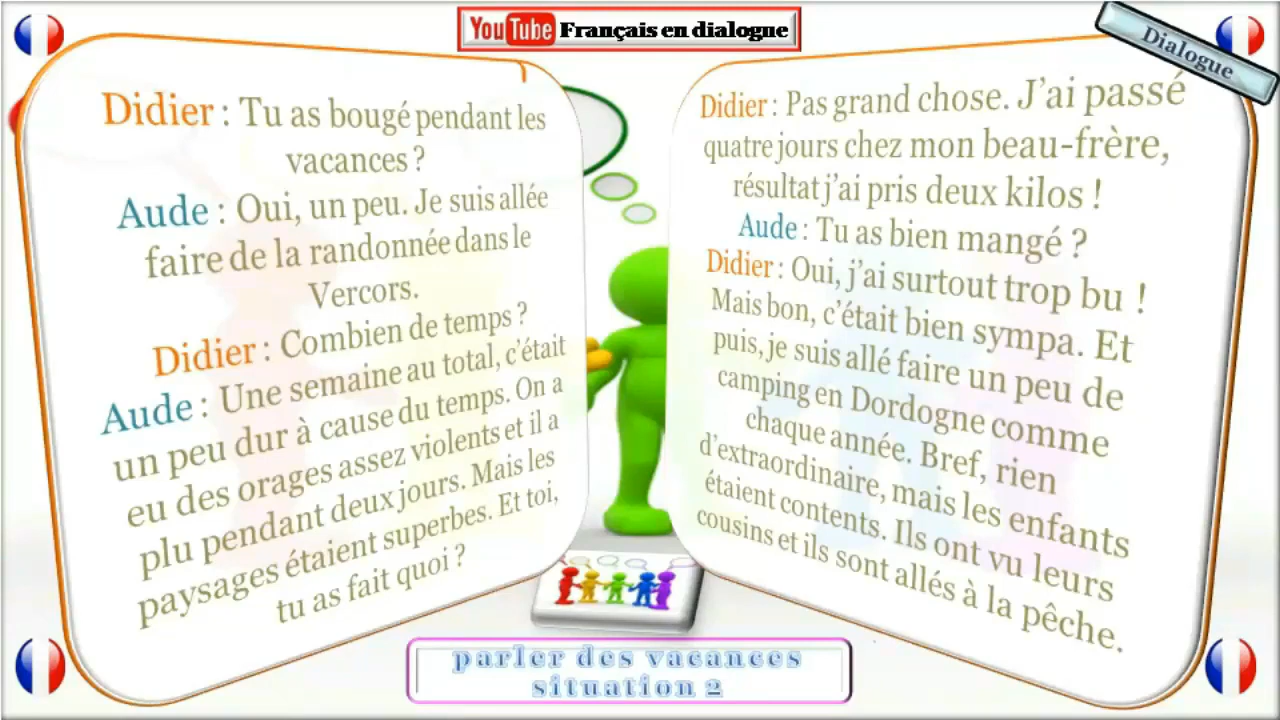 YouTube Français en dialogue
Dialogue
Didier : Tu as bougé pendant les
vacances ?
Aude : Oui, un peu. Je suis allée
faire de la randonnée dans le
Vercors.
Didier : Combien de temps ?
Aude : Une semaine au total, c’était
un peu dur à cause du temps. On a
eu des orages assez violents et il a
plu pendant deux jours. Mais les
paysages étaient superbes. Et toi,
tu as fait quoi ?
Didier : Pas grand chose. J’ai passé
quatre jours chez mon beau-frère,
résultat j’ai pris deux kilos !
Aude : Tu as bien mangé ?
Didier : Oui, j’ai surtout trop bu !
Mais bon, c’était bien sympa. Et
puis, je suis allé faire un peu de
camping en Dordogne comme
chaque année. Bref, rien
d’extraordinaire, mais les enfants
étaient contents. Ils ont vu leurs
cousins et ils sont allés à la pêche.
parler des vacances
situation 2